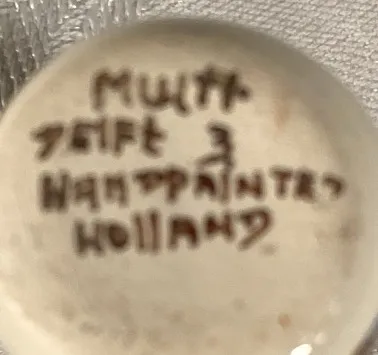 Multi
DElFt 3
HANDPAINTED
HOllAND